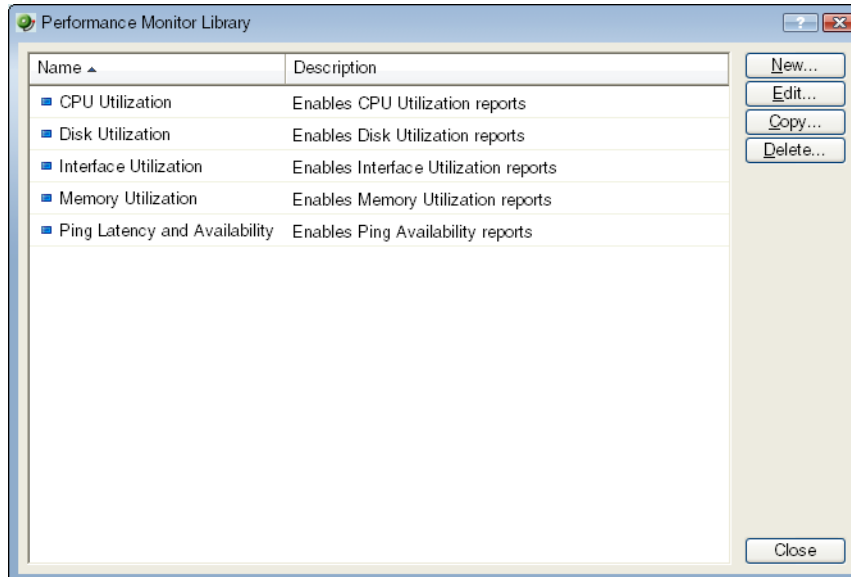 Performance Monitor Library
?
Name Description
New...
Edit...
Copy...
Delete...
CPU Utilization Enables CPU Utilization reports
Disk Utilization Enables Disk Utilization reports
Interface Utilization Enables Interface Utilization reports
Memory Utilization Enables Memory Utilization reports
Ping Latency and Availability Enables Ping Availability reports
Close